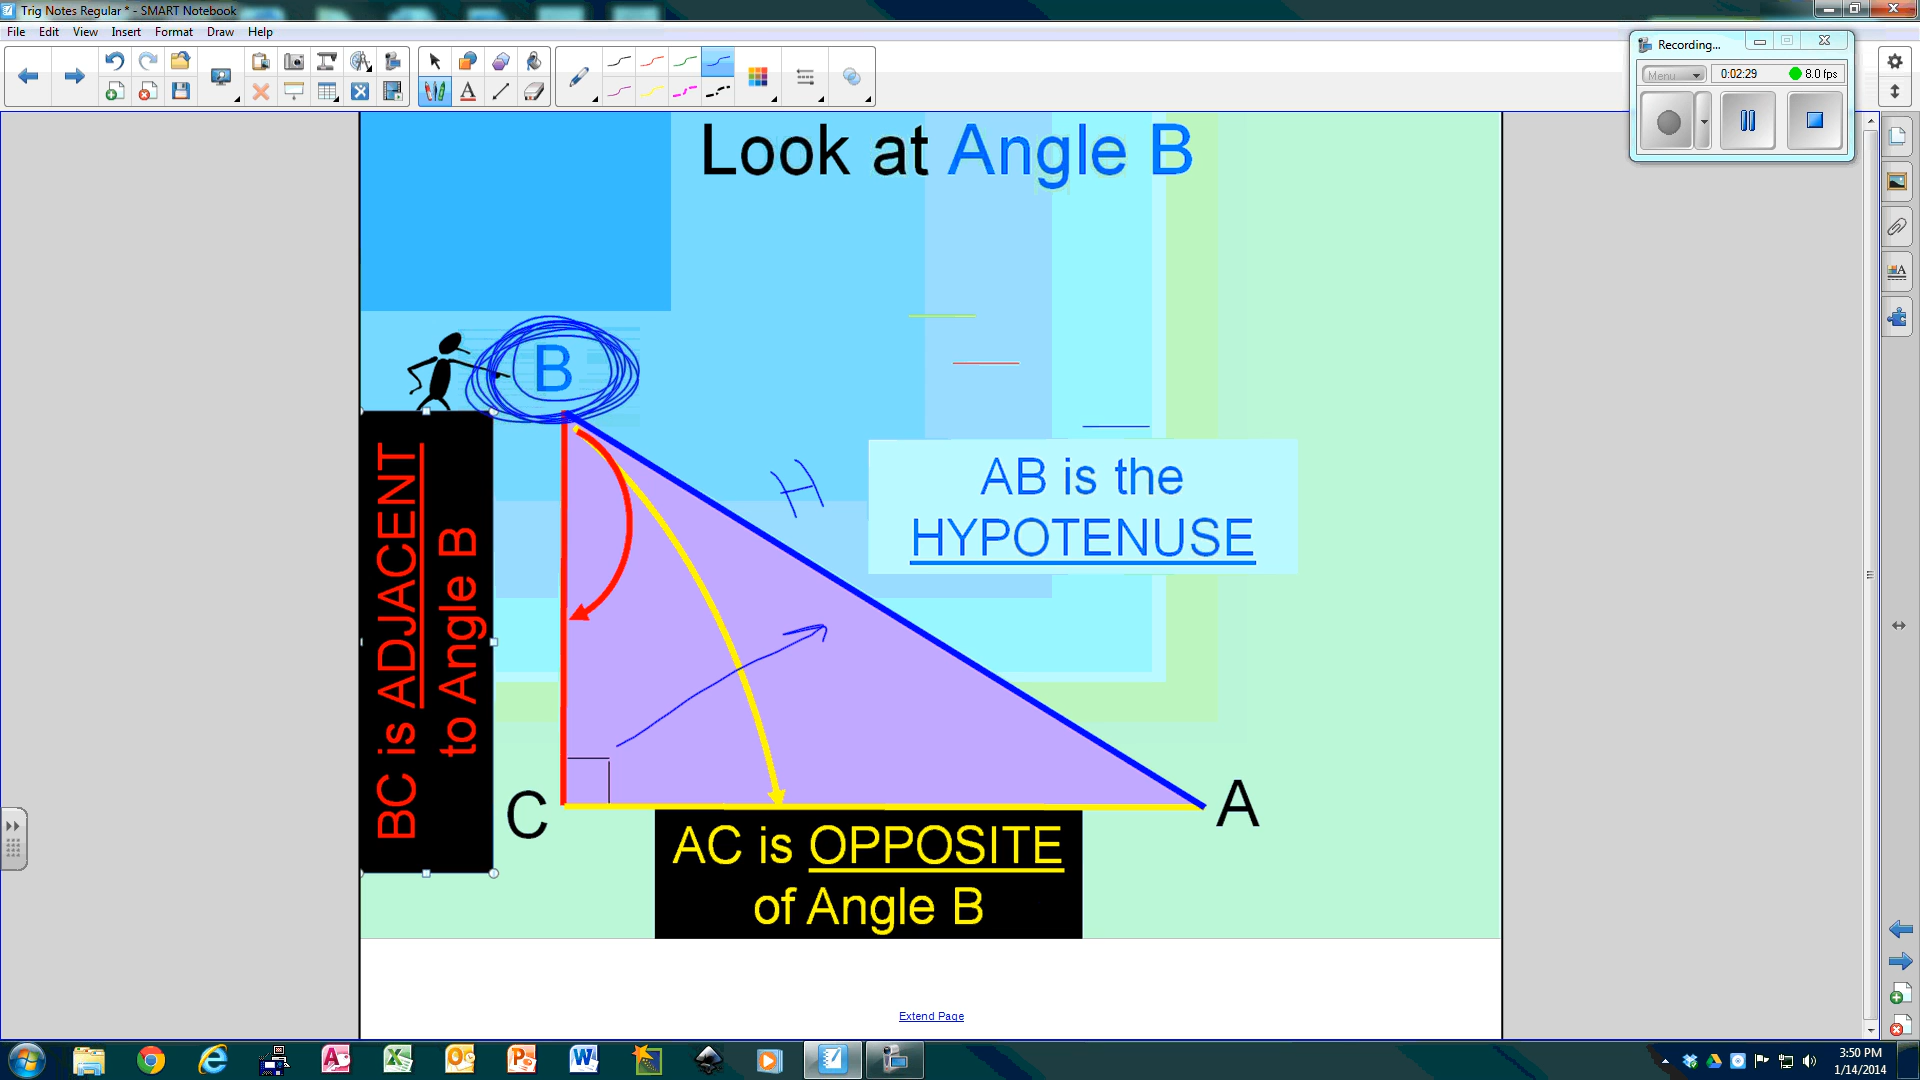 Trig Notes Regular * - SMART Notebook
File Edit View Insert Format Draw Help
Recording...
Menu
0:02:29
8.0 fps
Look at Angle B
B
H
AB is the
HYPOTENUSE
BC is ADJACENT
to Angle B
C
A
AC is OPPOSITE
of Angle B
Extend Page
3:50 PM
1/14/2014